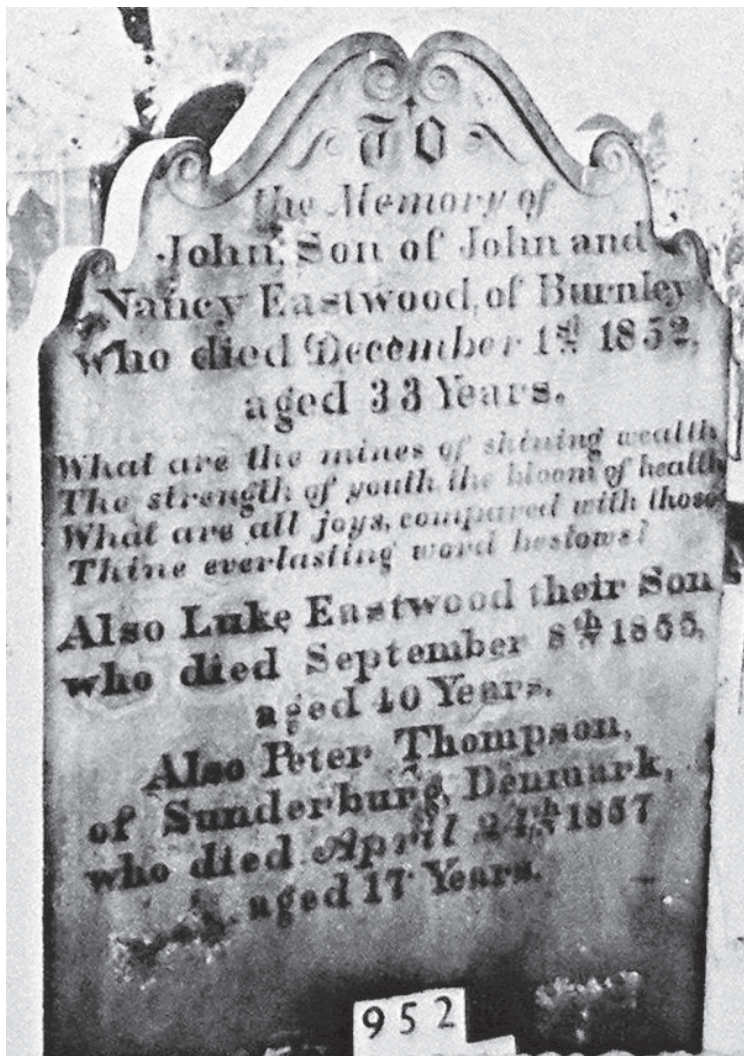 TO
the Memory of
John, Son of John and
Nancy Eastwood, of Burnley
who died December 1st 1852,
aged 33 Years.
What are the mines of shining wealth
The strength of youth, the bloom of health
What are all joys, compared with those
Thine everlasting word bestows?
Also Luke Eastwood their Son
who died September 8th 1855,
aged 40 Years.
Also Peter Thompson,
of Sunderburg, Denmark,
who died April 24th 1857
aged 17 Years.
952